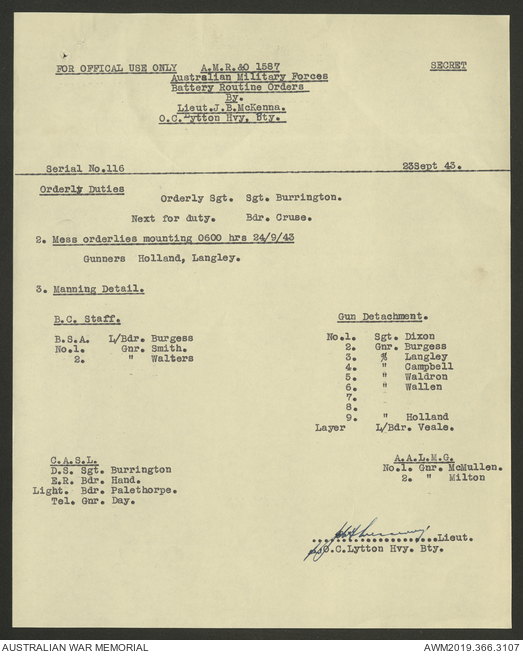 FOR OFFICAL USE ONLY A.M.R.&O 1587 SECRET
Australian Military Forces
Battery Routine Orders
By.
Lieut.J.B.McKenna.
O.C.Lytton Hvy. Bty.
Serial No.116 23Sept 43.
Orderly Duties
Orderly Sgt. Sgt. Burrington.
Next for duty. Bdr. Cruse.
2. Mess orderlies mounting 0600 hrs 24/9/43
Gunners Holland, Langley.
3. Manning Detail.
B.C. Staff.
B.S.A. L/Bdr. Burgess
No.1. Gnr. Smith.
2. " Walters
Gun Detachment.
No.1. Sgt. Dixon
2. Gnr. Burgess
3. % Langley
4. " Campbell
5. " Waldron
6. " Wallen
7.
8.
9. " Holland
Layer L/Bdr. Veale.
C.A.S.L.
D.S. Sgt. Burrington
E.R. Bdr. Hand.
Light. Bdr. Palethorpe.
Tel. Gnr. Day.
A.A.L.M.G.
No.1. Gnr. McMullen.
2. " Milton
....................Lieut.
O.C.Lytton Hvy. Bty.
AUSTRALIAN WAR MEMORIAL AWM2019.366.3107